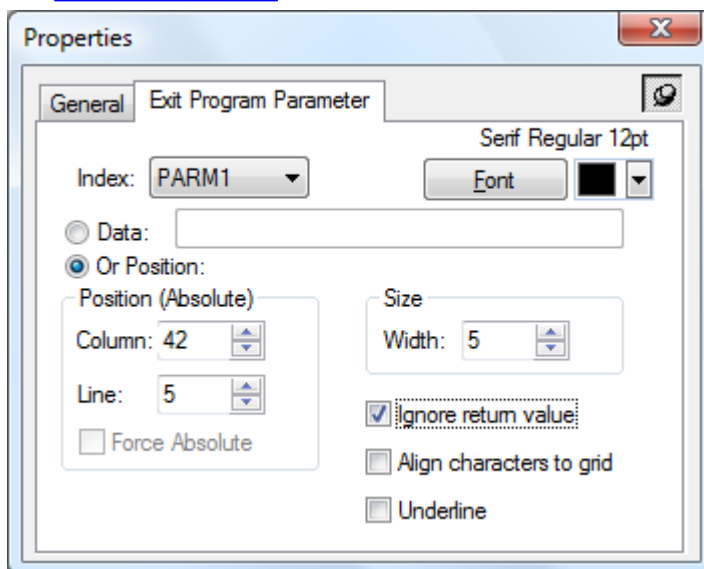 Properties
General Exit Program Parameter
Serif Regular 12pt
Index: PARM1 Font
Data:
Or Position:
Position (Absolute) Size
Column: 42 Width: 5
Line: 5
Ignore return value
Force Absolute
Align characters to grid
Underline